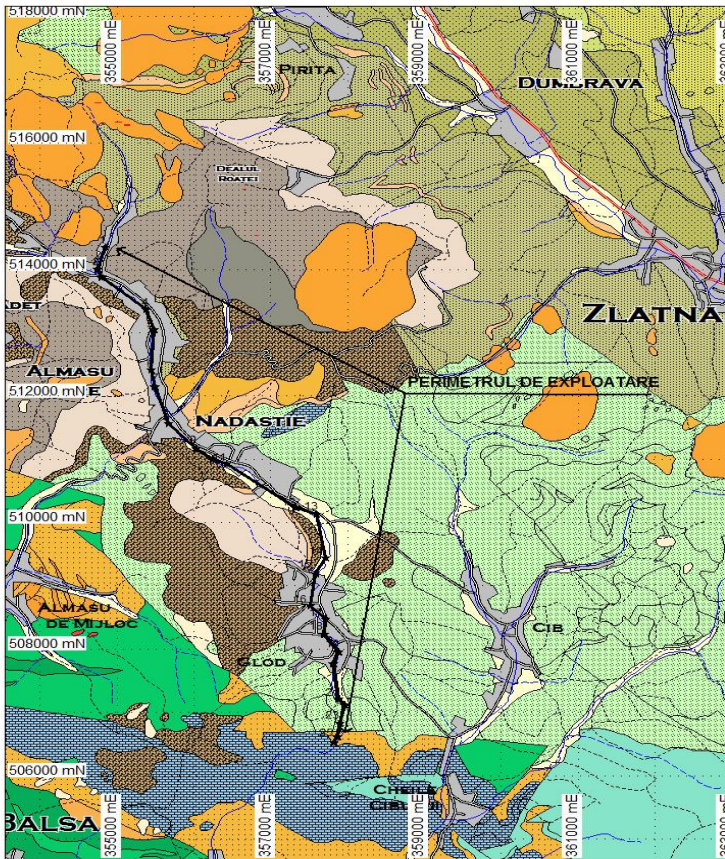 518000 mN
355000 mE
357000 mE
359000 mE
361000 mE
PIRITA
DUMBRAVA
516000 mN
DEALUL
ROATEI
514000 mN
ZLATNA
ALMASU
PERIMETRUL DE EXPLOATARE
512000 mN
NADASTIE
13
510000 mN
ALMASU
DE MIJLOC
CIB
508000 mN
GLOD
506000 mN
CHEILE
BALSA
355000 mE
357000 mE
359000 mE
361000 mE